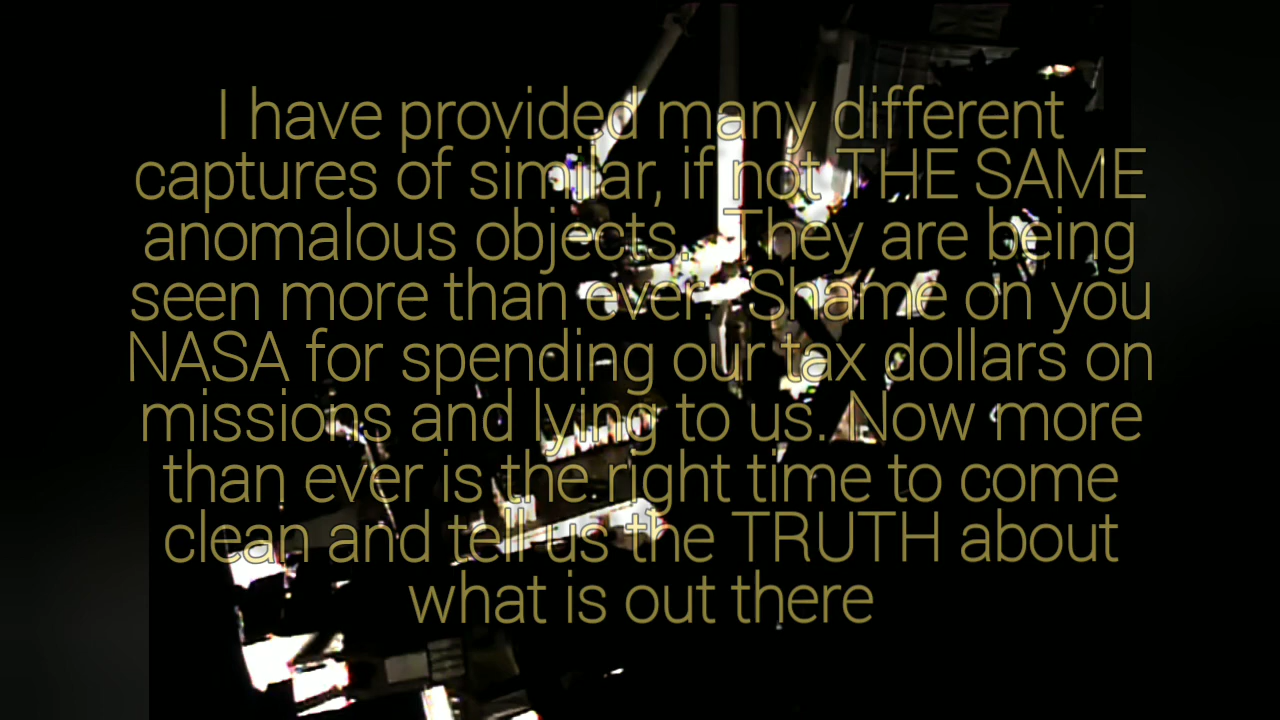 I have provided many different
captures of similar, if not THE SAME
anomalous objects.  They are being
seen more than ever.  Shame on you
NASA for spending our tax dollars on
missions and lying to us. Now more
than ever is the right time to come
clean and tell us the TRUTH about
what is out there